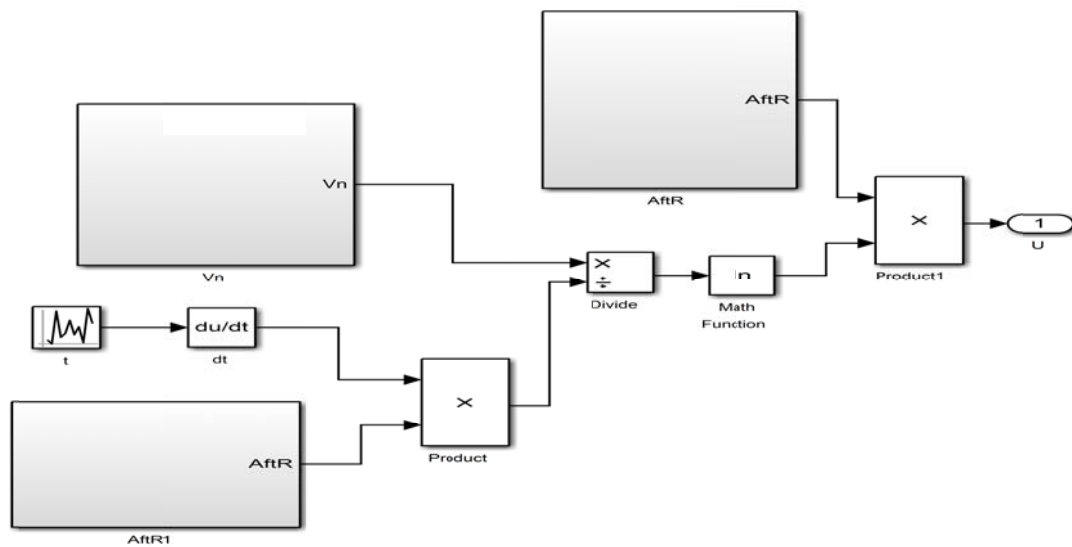 AftR
AftR
Vn
Vn
×
1
U
Product1
×
÷
Divide
ln
Math
Function
t
du/dt
dt
×
Product
AftR
AftR1